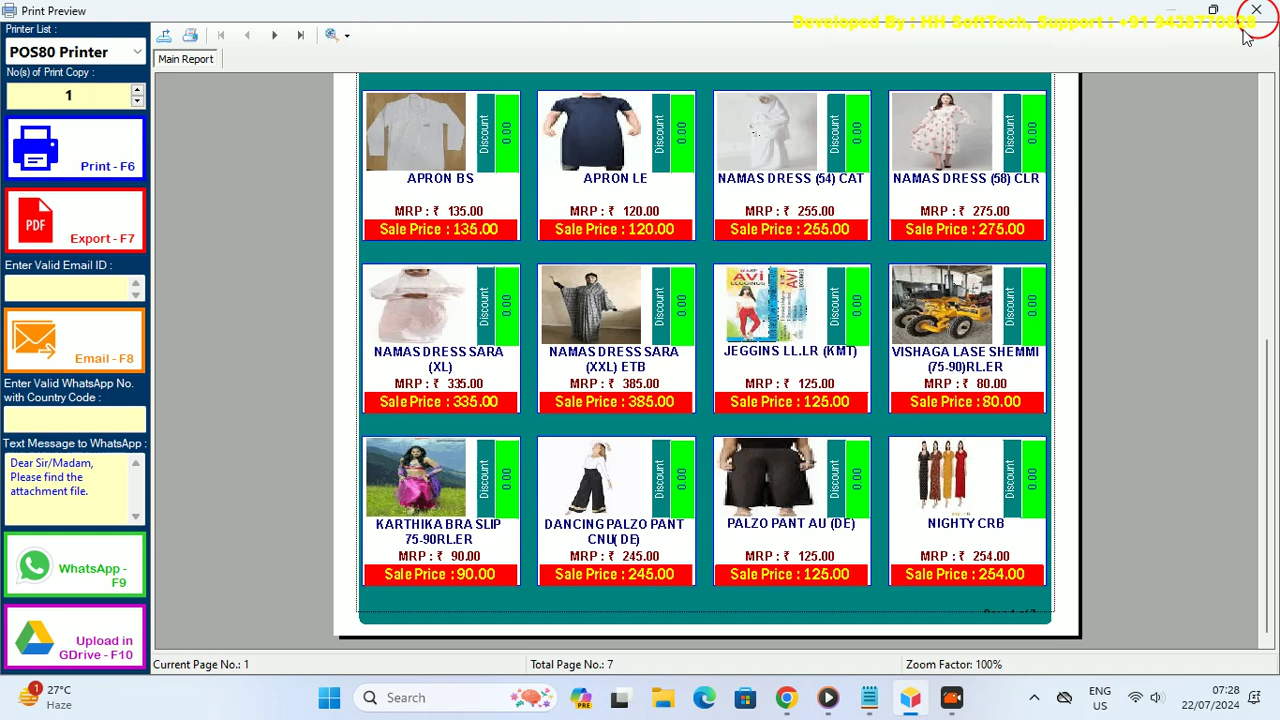 Print Preview
Developed By : HH SoftTech, Support : +91 9438770828
Printer List :
POS80 Printer
No(s) of Print Copy :
1
Print - F6
Export - F7
PDF
Enter Valid Email ID :
Email - F8
Enter Valid WhatsApp No. with Country Code :
Text Message to WhatsApp :
Dear Sir/Madam,
Please find the
attachment file.
WhatsApp - F9
Upload in GDrive - F10
Main Report
Discount 0.00
APRON BS
MRP : ₹ 135.00
Sale Price : 135.00
Discount 0.00
APRON LE
MRP : ₹ 120.00
Sale Price : 120.00
Discount 0.00
NAMAS DRESS (54) CAT
MRP : ₹ 255.00
Sale Price : 255.00
Discount 0.00
NAMAS DRESS (58) CLR
MRP : ₹ 275.00
Sale Price : 275.00
Discount 0.00
NAMAS DRESS SARA
(XL)
MRP : ₹ 335.00
Sale Price : 335.00
Discount 0.00
NAMAS DRESS SARA
(XXL) ETB
MRP : ₹ 385.00
Sale Price : 385.00
AVI
LEGGINGS
AVI
Discount 0.00
JEGGINS LL.LR (KMT)
MRP : ₹ 125.00
Sale Price : 125.00
Discount 0.00
VISHAGA LASE SHEMMI
(75-90)RL.ER
MRP : ₹ 80.00
Sale Price : 80.00
Discount 0.00
KARTHIKA BRA SLIP
75-90RL.ER
MRP : ₹ 90.00
Sale Price : 90.00
Discount 0.00
DANCING PALZO PANT
CNU( DE)
MRP : ₹ 245.00
Sale Price : 245.00
Discount 0.00
PALZO PANT AU (DE)
MRP : ₹ 125.00
Sale Price : 125.00
Discount 0.00
NIGHTY CRB
MRP : ₹ 254.00
Sale Price : 254.00
Current Page No.: 1
Total Page No.: 7
Zoom Factor: 100%
1
27°C
Haze
Search
PRE
ENG
US
07:28
22/07/2024